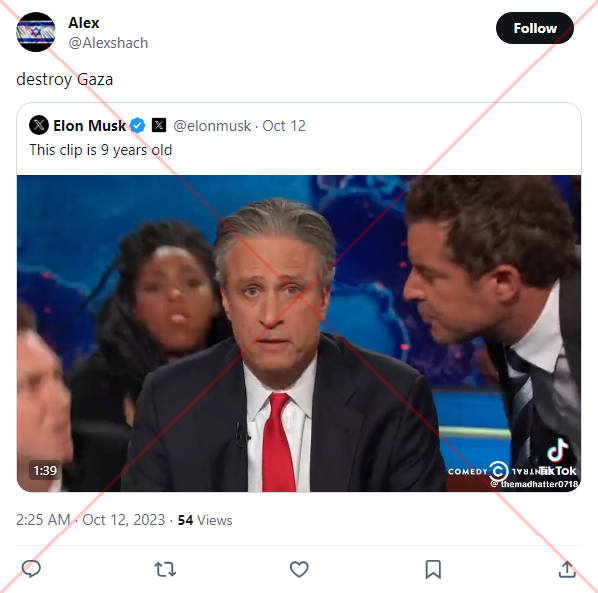 Alex
@Alexshach
Follow
destroy Gaza
Elon Musk @elonmusk · Oct 12
This clip is 9 years old
1:39
COMEDY CENTRAL
TikTok
@themadhatter0718
2:25 AM · Oct 12, 2023 · 54 Views